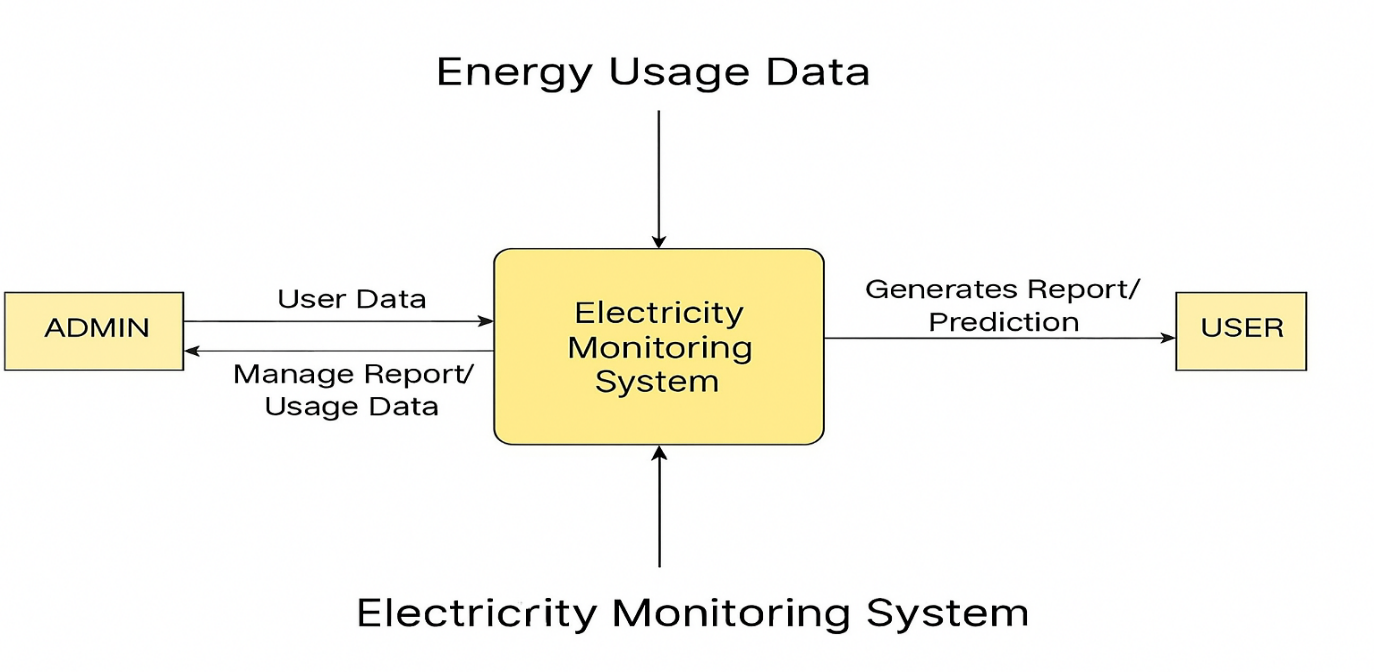 Energy Usage Data
User Data
Generates Report/
Prediction
ADMIN
Electricity
Monitoring
System
USER
Manage Report/
Usage Data
Electricrity Monitoring System